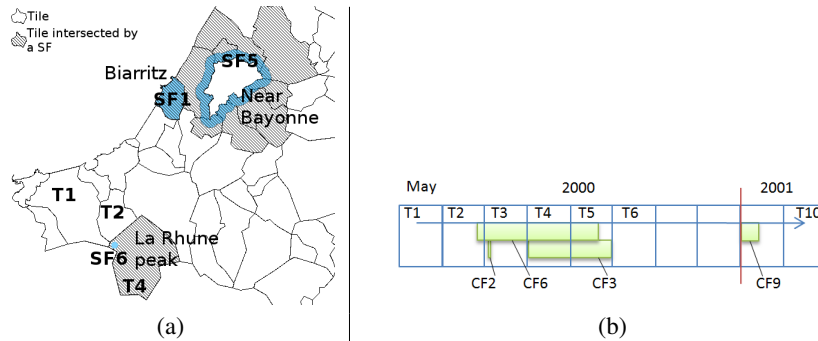 Tile
Tile intersected by
a SF
Biarritz
SF5
SF1
Near
Bayonne
T1
T2
La Rhune
SF6
peak
T4
(a)
May 2000 2001
T1 T2 T3 T4 T5 T6 T10
CF2 CF6 CF3 CF9
(b)